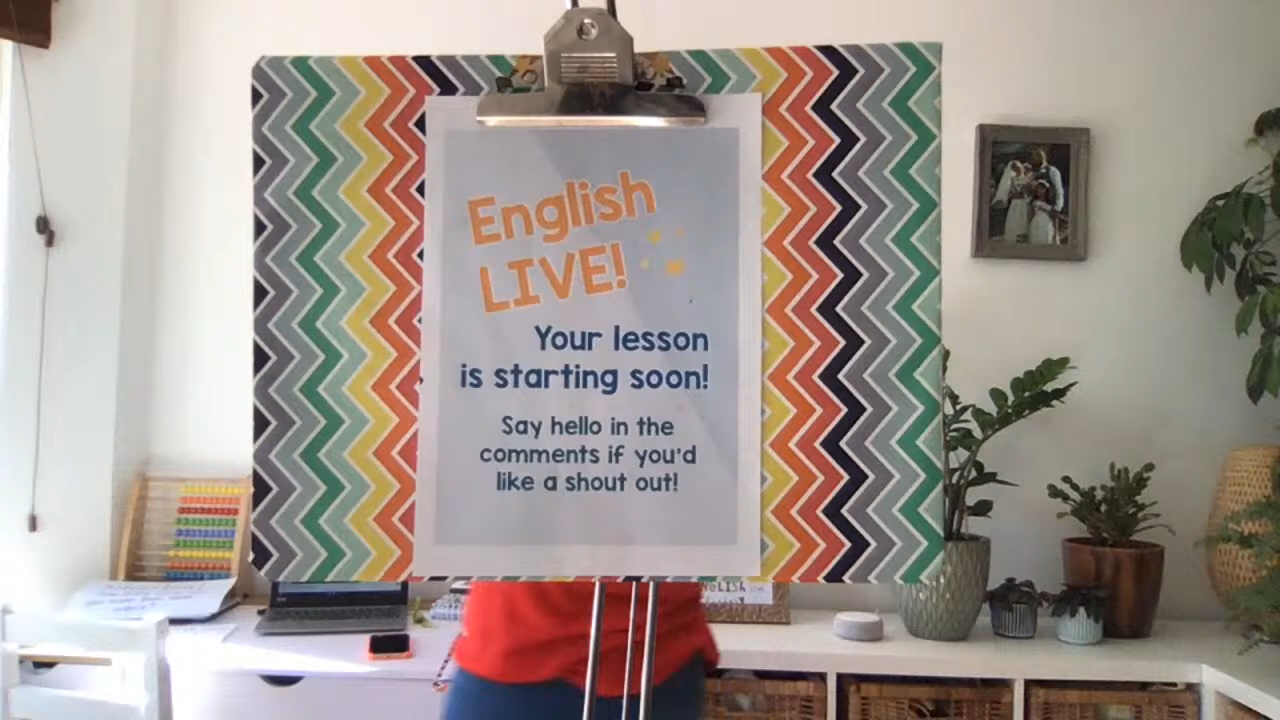 English
LIVE!
Your lesson
is starting soon!
Say hello in the
comments if you'd
like a shout out!